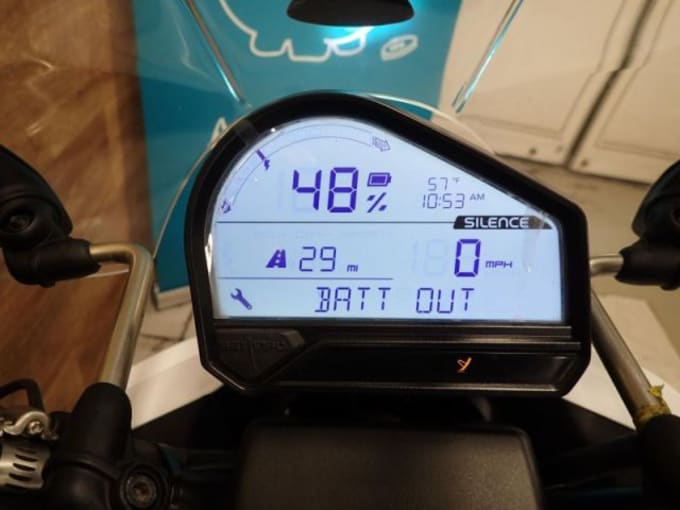 48 %
57°F
10:53 AM
SILENCE
29 mi
0 MPH
BATT OUT